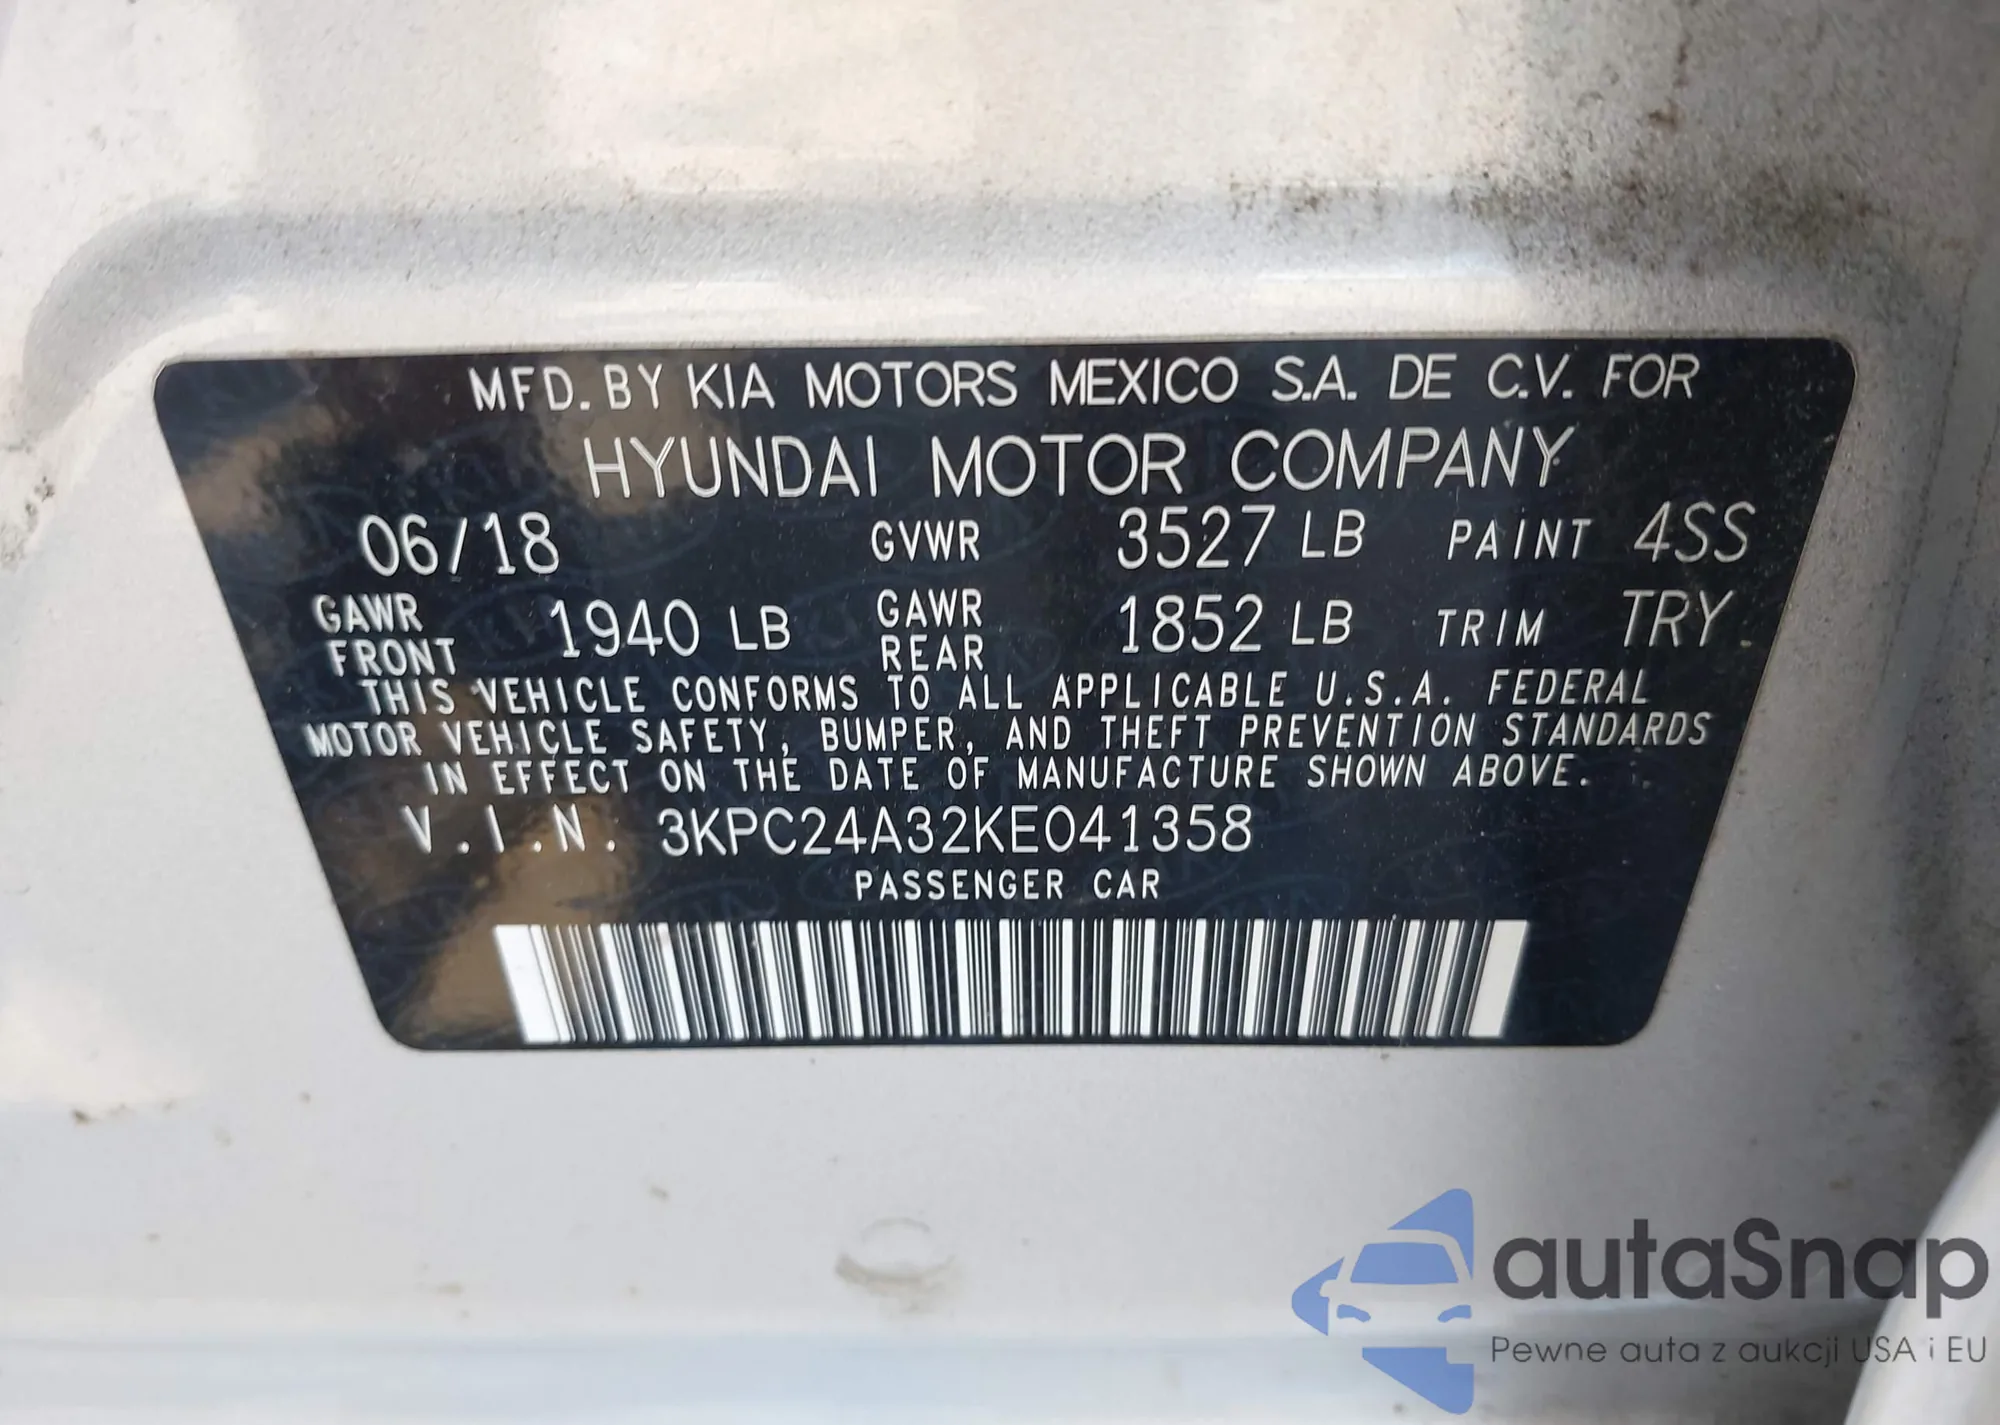 MFD. BY KIA MOTORS MEXICO S.A. DE C.V. FOR
HYUNDAI MOTOR COMPANY
06/18 GVWR 3527 LB PAINT 4SS
GAWR FRONT 1940 LB GAWR REAR 1852 LB TRIM TRY
THIS VEHICLE CONFORMS TO ALL APPLICABLE U.S.A. FEDERAL
MOTOR VEHICLE SAFETY, BUMPER, AND THEFT PREVENTION STANDARDS
IN EFFECT ON THE DATE OF MANUFACTURE SHOWN ABOVE.
V.I.N. 3KPC24A32KE041358
PASSENGER CAR
autaSnap
Pewne auta z aukcji USA i EU